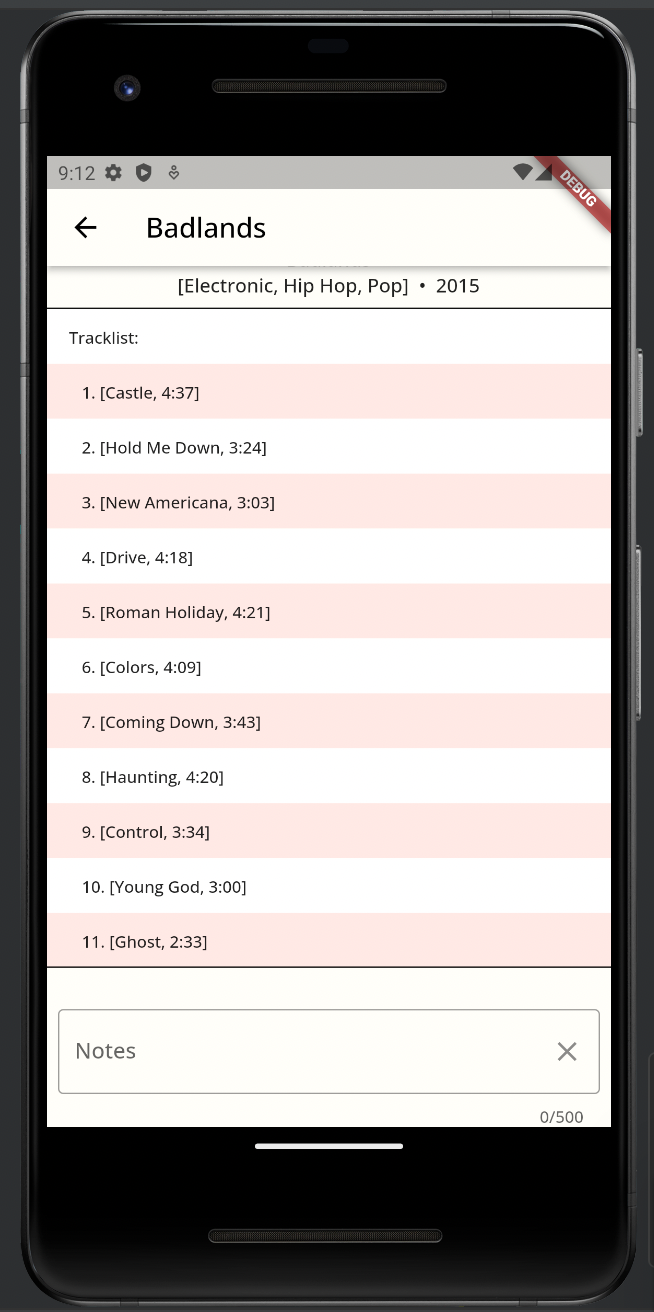 9:12
DEBUG
Badlands
[Electronic, Hip Hop, Pop] • 2015
Tracklist:
1. [Castle, 4:37]
2. [Hold Me Down, 3:24]
3. [New Americana, 3:03]
4. [Drive, 4:18]
5. [Roman Holiday, 4:21]
6. [Colors, 4:09]
7. [Coming Down, 3:43]
8. [Haunting, 4:20]
9. [Control, 3:34]
10. [Young God, 3:00]
11. [Ghost, 2:33]
Notes
0/500